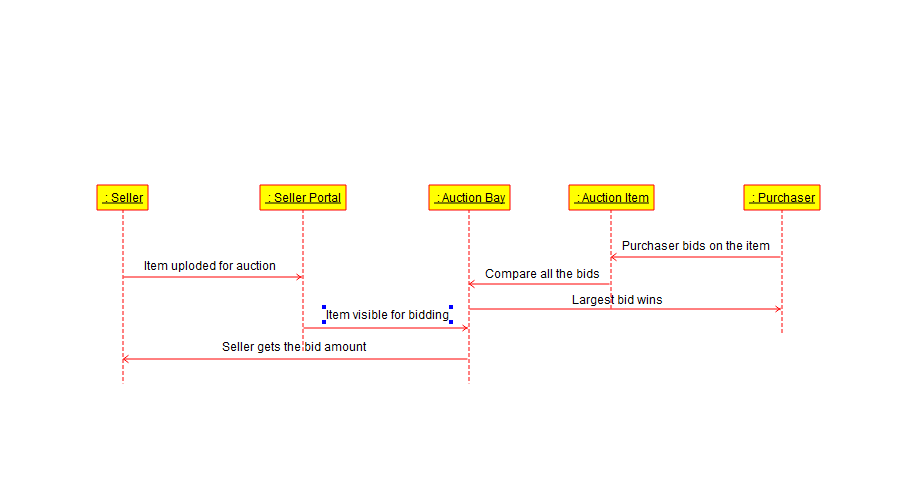 : Seller
: Seller Portal
: Auction Bay
: Auction Item
: Purchaser
Purchaser bids on the item
Item uploded for auction
Compare all the bids
Largest bid wins
Item visible for bidding
Seller gets the bid amount